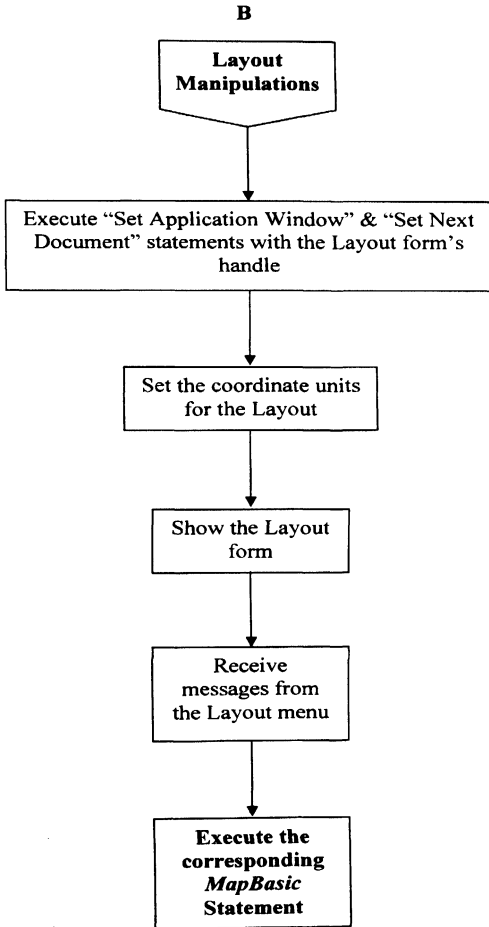 B
Layout
Manipulations
Execute “Set Application Window” & “Set Next
Document” statements with the Layout form’s
handle
Set the coordinate units
for the Layout
Show the Layout
form
Receive
messages from
the Layout menu
Execute the
corresponding
MapBasic
Statement